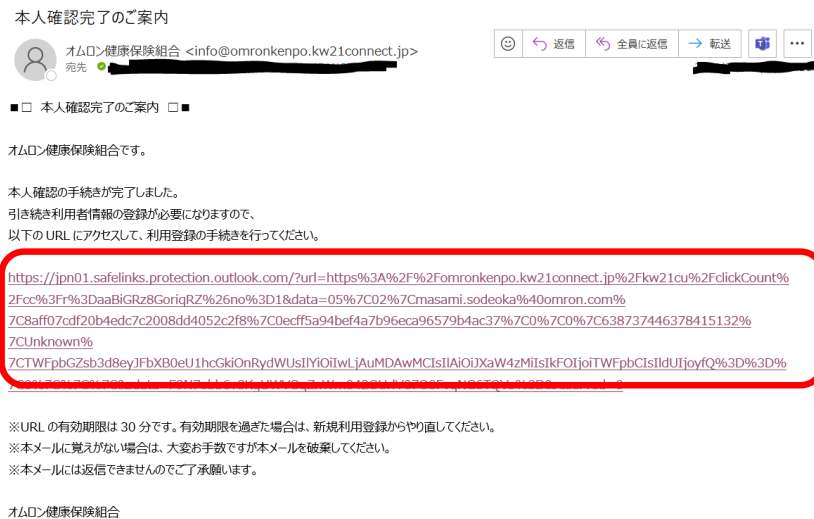 本人確認完了のご案内
オムロン健康保険組合 <info@omronkenpo.kw21connect.jp>
宛先
返信
全員に返信
転送
■□ 本人確認完了のご案内 □■
オムロン健康保険組合です。
本人確認の手続きが完了しました。
引き続き利用者情報の登録が必要になりますので、
以下の URL にアクセスして、利用登録の手続きを行ってください。
https://jpn01.safelinks.protection.outlook.com/?url=https%3A%2F%2Fomronkenpo.kw21connect.jp%2Fkw21cu%2FclickCount%
2Fcc%3Fr%3DaaBiGRz8GoriqRZ%26no%3D1&data=05%7C02%7Cmasami.sodeoka%40omron.com%
7C8aff07cdf20b4edc7c2008dd4052c2f8%7C0ecff5a94bef4a7b96eca96579b4ac37%7C0%7C0%7C638737446378415132%
7CUnknown%
7CTWFpbGZsb3d8eyJFbXB0eU1hcGkiOnRydWUsIlYiOiIwLjAuMDAwMCIsIlAiOiJXaW4zMiIsIkFOIjoiTWFpbCIsIldUIjoyfQ%3D%3D%
※URL の有効期限は 30 分です。有効期限を過ぎた場合は、新規利用登録からやり直してください。
※本メールに覚えがない場合は、大変お手数ですが本メールを破棄してください。
※本メールには返信できませんのでご了承願います。
オムロン健康保険組合